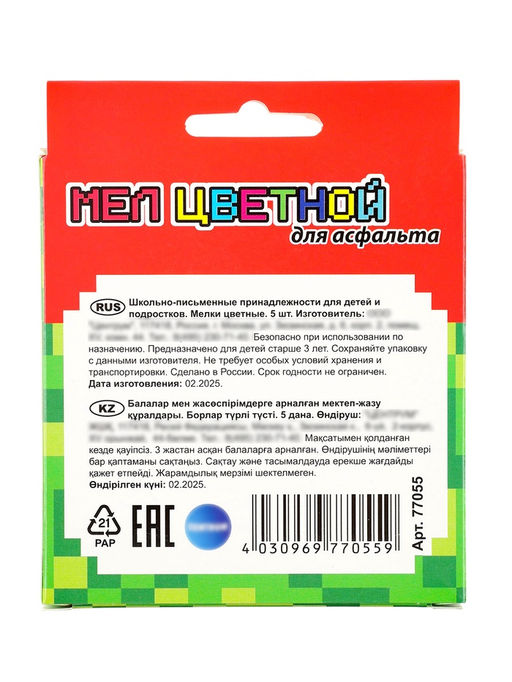 МЕЛ ЦВЕТНОЙ
для асфальта
RUS Школьно-письменные принадлежности для детей и
подростков. Мелки цветные. 5 шт. Изготовитель:
Безопасно при использовании по
назначению. Предназначено для детей старше 3 лет. Сохраняйте упаковку
с данными изготовителя. Не требует особых условий хранения и
транспортировки. Сделано в России. Срок годности не ограничен.
Дата изготовления: 02.2025.
KZ Балалар мен жасөспірімдерге арналған мектеп-жазу
құралдары. Борлар түрлі түсті. 5 дана. Өндіруш:
Мақсатымен қолданған
кезде қауіпсіз. 3 жастан асқан балаларға арналған. Өндірушінің мәліметтері
бар қаптаманы сақтаңыз. Сақтау және тасымалдауда ерекше жағдайды
қажет етпейді. Жарамдылық мерзімі шектелмеген.
Өндірілген күні: 02.2025.
21
PAP
EAC
4 030969 770559
Арт. 77055